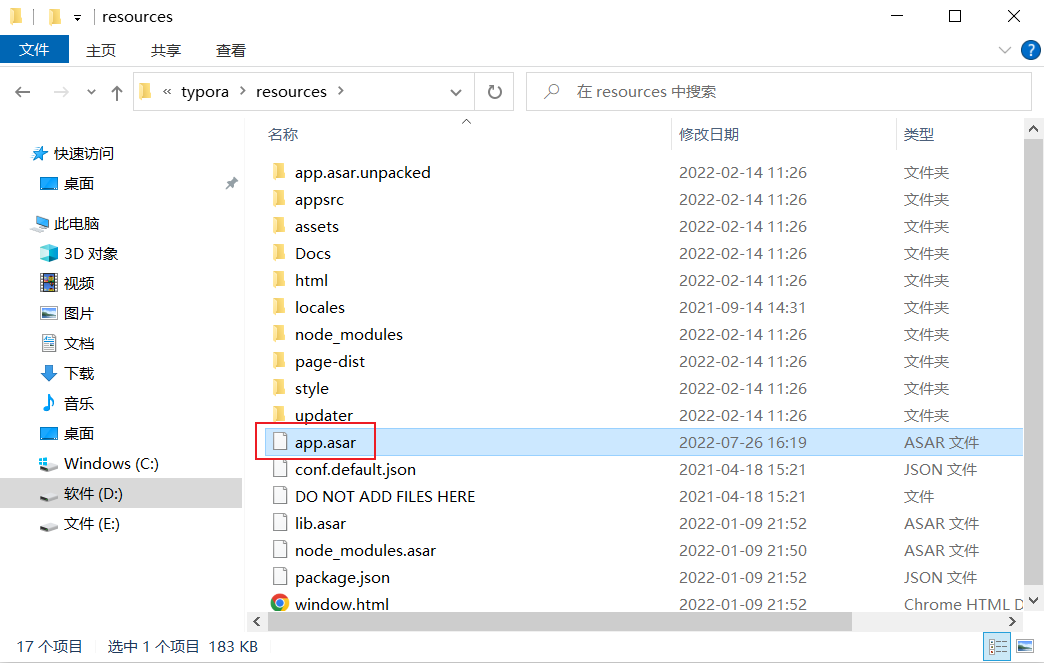 resources
文件 主页 共享 查看 ?
« typora › resources › 在 resources 中搜索
名称 修改日期 类型
快速访问
桌面
此电脑
3D 对象
视频
图片
文档
下载
音乐
桌面
Windows (C:)
软件 (D:)
文件 (E:)
app.asar.unpacked 2022-02-14 11:26 文件夹
appsrc 2022-02-14 11:26 文件夹
assets 2022-02-14 11:26 文件夹
Docs 2022-02-14 11:26 文件夹
html 2022-02-14 11:26 文件夹
locales 2021-09-14 14:31 文件夹
node_modules 2022-02-14 11:26 文件夹
page-dist 2022-02-14 11:26 文件夹
style 2022-02-14 11:26 文件夹
updater 2022-02-14 11:26 文件夹
app.asar 2022-07-26 16:19 ASAR 文件
conf.default.json 2021-04-18 15:21 JSON 文件
DO NOT ADD FILES HERE 2021-04-18 15:21 文件
lib.asar 2022-01-09 21:52 ASAR 文件
node_modules.asar 2022-01-09 21:50 ASAR 文件
package.json 2022-01-09 21:52 JSON 文件
window.html 2022-01-09 21:52 Chrome HTML D
17 个项目 选中 1 个项目 183 KB